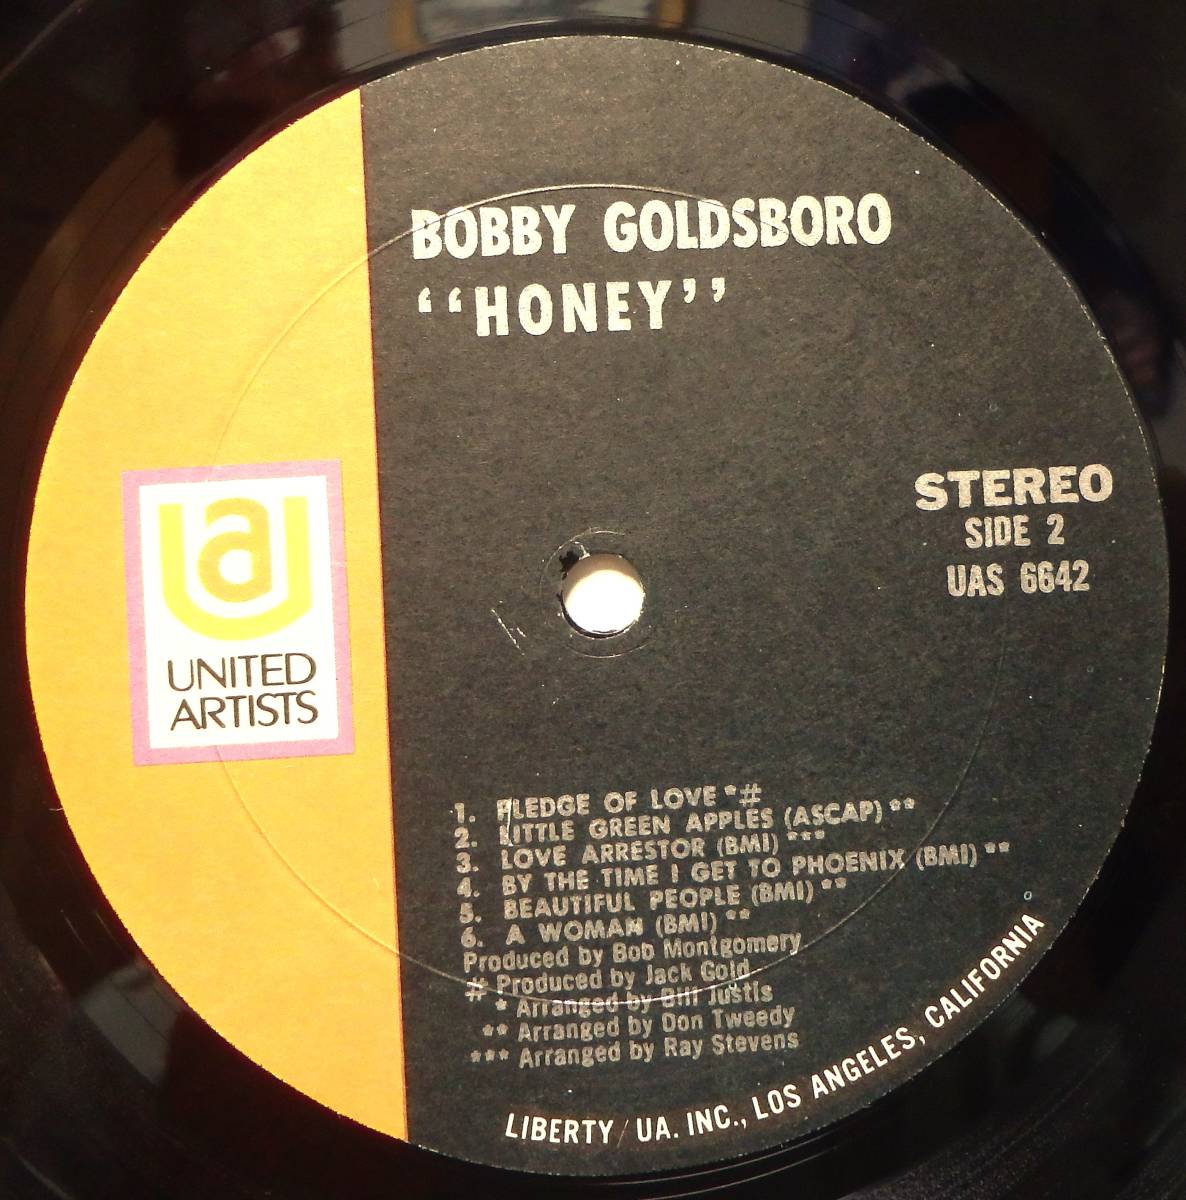 BOBBY GOLDSBORO
‘‘HONEY’’
STEREO
SIDE 2
UAS 6642
ua
UNITED
ARTISTS
1. PLEDGE OF LOVE *#
2. LITTLE GREEN APPLES (ASCAP) **
3. LOVE ARRESTOR (BMI) ***
4. BY THE TIME I GET TO PHOENIX (BMI) **
5. BEAUTIFUL PEOPLE (BMI) **
6. A WOMAN (BMI) **
Produced by Bob Montgomery
# Produced by Jack Gold
* Arranged by Bill Justis
** Arranged by Don Tweedy
*** Arranged by Ray Stevens
LIBERTY / UA. INC., LOS ANGELES, CALIFORNIA